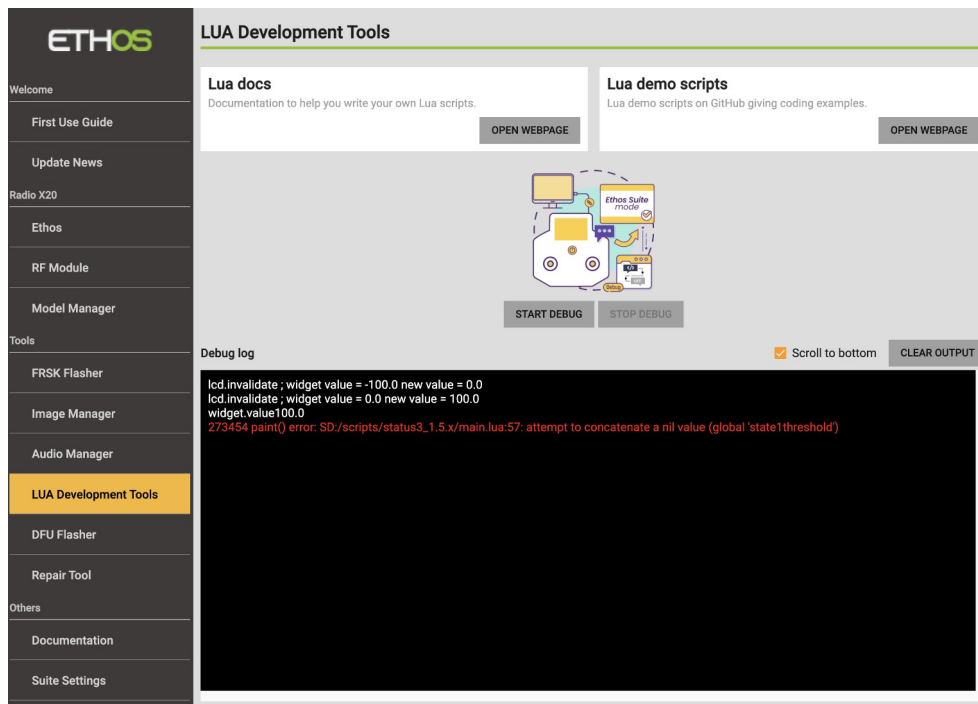 ETHOS
Welcome
First Use Guide
Update News
Radio X20
Ethos
RF Module
Model Manager
Tools
FRSK Flasher
Image Manager
Audio Manager
LUA Development Tools
DFU Flasher
Repair Tool
Others
Documentation
Suite Settings
LUA Development Tools
Lua docs
Documentation to help you write your own Lua scripts.
OPEN WEBPAGE
Lua demo scripts
Lua demo scripts on GitHub giving coding examples.
OPEN WEBPAGE
Ethos Suite
mode
Debug
START DEBUG
STOP DEBUG
Debug log
Scroll to bottom
CLEAR OUTPUT
lcd.invalidate ; widget value = -100.0 new value = 0.0
lcd.invalidate ; widget value = 0.0 new value = 100.0
widget.value100.0
273454 paint() error: SD:/scripts/status3_1.5.x/main.lua:57: attempt to concatenate a nil value (global 'state1threshold')